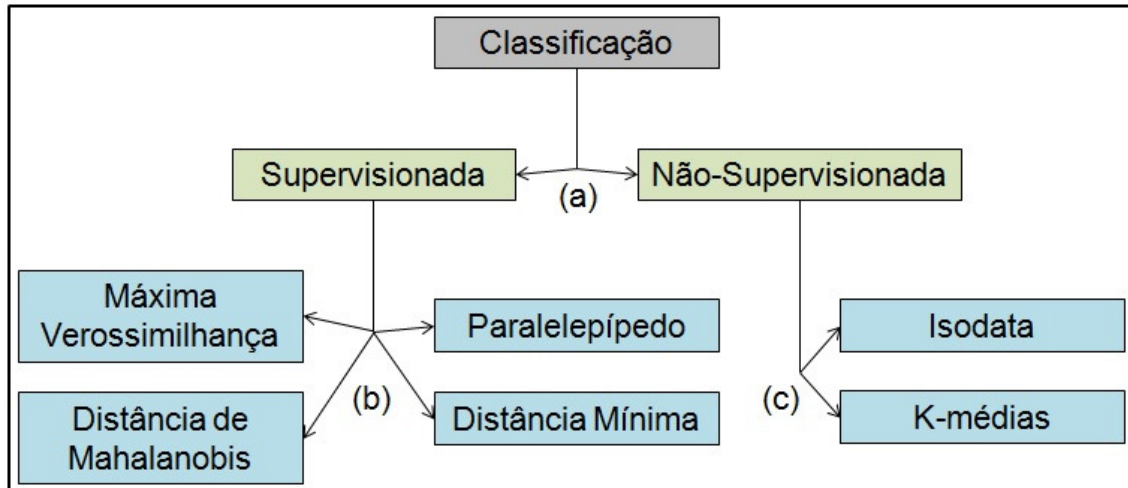 Classificação
Supervisionada
Não-Supervisionada
(a)
Máxima
Verossimilhança
Paralelepípedo
Isodata
(b)
(c)
Distância de
Mahalanobis
Distância Mínima
K-médias